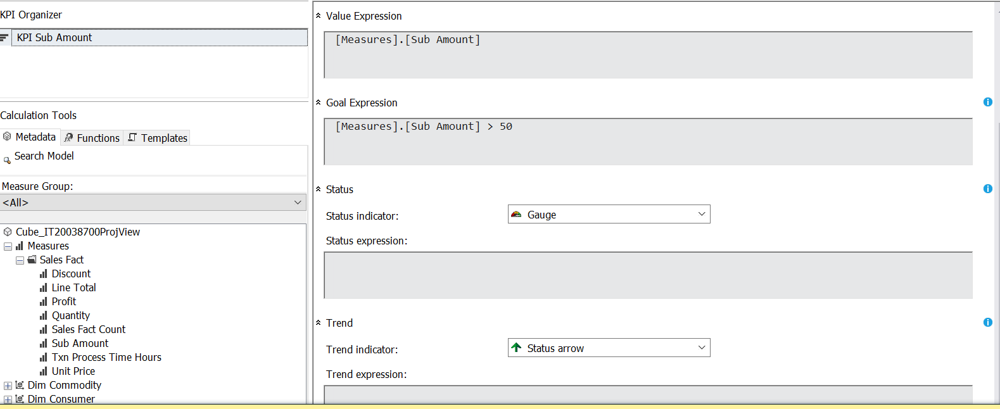 KPI Organizer
KPI Sub Amount
Calculation Tools
Metadata Functions Templates
Search Model
Measure Group:
<All>
Cube_IT20038700ProjView
Measures
Sales Fact
Discount
Line Total
Profit
Quantity
Sales Fact Count
Sub Amount
Txn Process Time Hours
Unit Price
Dim Commodity
Dim Consumer
Value Expression
[Measures].[Sub Amount]
Goal Expression
[Measures].[Sub Amount] > 50
Status
Status indicator: Gauge
Status expression:
Trend
Trend indicator: Status arrow
Trend expression: